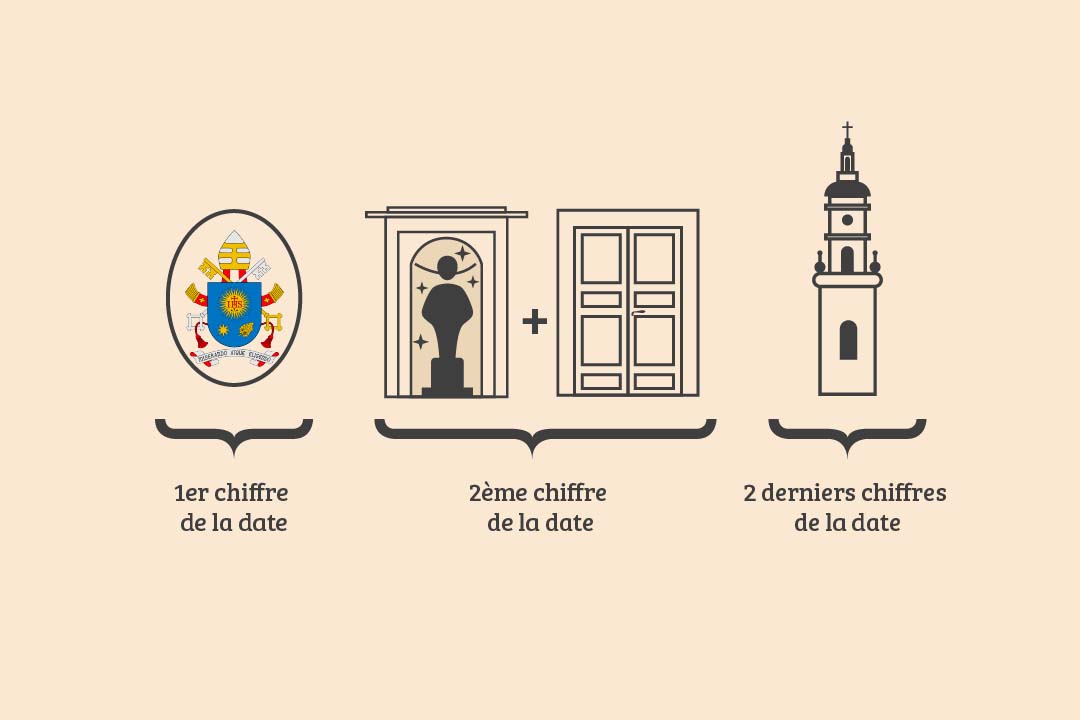 IHS
MISERANDO ATQUE ELIGENDO
1er chiffre
de la date
2ème chiffre
de la date
2 derniers chiffres
de la date